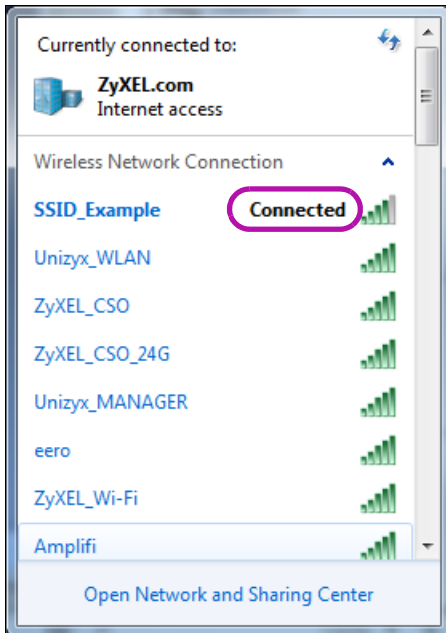 Currently connected to:
ZyXEL.com
Internet access
Wireless Network Connection
SSID_Example Connected
Unizyx_WLAN
ZyXEL_CSO
ZyXEL_CSO_24G
Unizyx_MANAGER
eero
ZyXEL_Wi-Fi
Amplifi
Open Network and Sharing Center